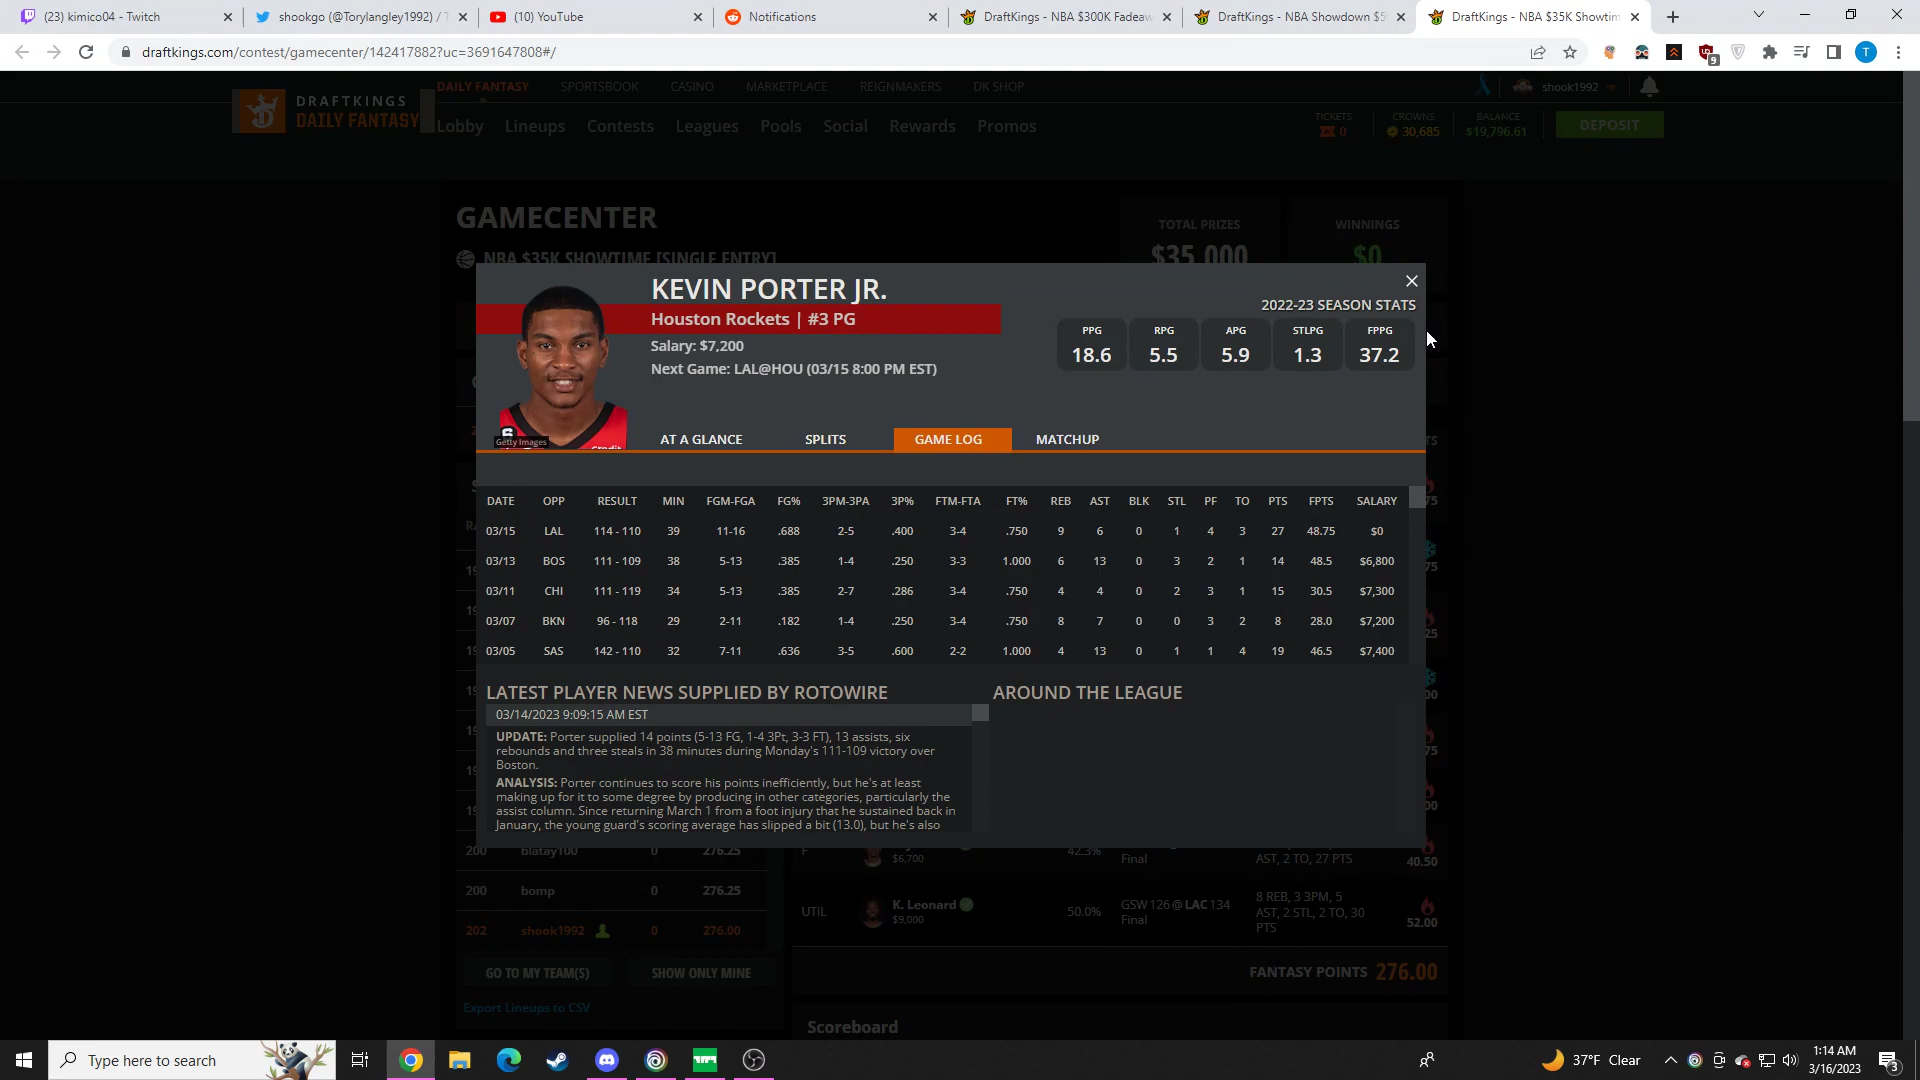 (23) kimico04 - Twitch
shookgo (@Torylangley1992) / T
(10) YouTube
Notifications
DraftKings - NBA $300K Fadeaw
DraftKings - NBA Showdown $5
DraftKings - NBA $35K Showtim
draftkings.com/contest/gamecenter/142417882?uc=3691647808#/
9
T
DRAFTKINGS
DAILY FANTASY
DAILY FANTASY SPORTSBOOK CASINO MARKETPLACE REIGNMAKERS DK SHOP
shook1992
Lobby Lineups Contests Leagues Pools Social Rewards Promos
TICKETS
0
CROWNS
30,685
BALANCE
$19,796.61
DEPOSIT
GAMECENTER
NBA $35K SHOWTIME [SINGLE ENTRY]
TOTAL PRIZES
$35,000
WINNINGS
$0
KEVIN PORTER JR.
Houston Rockets | #3 PG
Salary: $7,200
Next Game: LAL@HOU (03/15 8:00 PM EST)
Getty Images
2022-23 SEASON STATS
PPG RPG APG STLPG FPPG
18.6 5.5 5.9 1.3 37.2
AT A GLANCE SPLITS GAME LOG MATCHUP
DATE OPP RESULT MIN FGM-FGA FG% 3PM-3PA 3P% FTM-FTA FT% REB AST BLK STL PF TO PTS FPTS SALARY
03/15 LAL 114 - 110 39 11-16 .688 2-5 .400 3-4 .750 9 6 0 1 4 3 27 48.75 $0
03/13 BOS 111 - 109 38 5-13 .385 1-4 .250 3-3 1.000 6 13 0 3 2 1 14 48.5 $6,800
03/11 CHI 111 - 119 34 5-13 .385 2-7 .286 3-4 .750 4 4 0 2 3 1 15 30.5 $7,300
03/07 BKN 96 - 118 29 2-11 .182 1-4 .250 3-4 .750 8 7 0 0 3 2 8 28.0 $7,200
03/05 SAS 142 - 110 32 7-11 .636 3-5 .600 2-2 1.000 4 13 0 1 1 4 19 46.5 $7,400
LATEST PLAYER NEWS SUPPLIED BY ROTOWIRE
AROUND THE LEAGUE
03/14/2023 9:09:15 AM EST
UPDATE: Porter supplied 14 points (5-13 FG, 1-4 3Pt, 3-3 FT), 13 assists, six
rebounds and three steals in 38 minutes during Monday's 111-109 victory over
Boston.
ANALYSIS: Porter continues to score his points inefficiently, but he's at least
making up for it to some degree by producing in other categories, particularly the
assist column. Since returning March 1 from a foot injury that he sustained back in
January, the young guard's scoring average has slipped a bit (13.0), but he's also
200 blatay100 0 276.25
200 bomp 0 276.25
202 shook1992 0 276.00
GO TO MY TEAM(S)
SHOW ONLY MINE
Export Lineups to CSV
F
$6,700
42.3%
Final
AST, 2 TO, 27 PTS
40.50
UTIL
K. Leonard
$9,000
50.0%
GSW 126 @ LAC 134
Final
8 REB, 3 3PM, 5
AST, 2 STL, 2 TO, 30
PTS
52.00
FANTASY POINTS 276.00
Scoreboard
Type here to search
37°F Clear
1:14 AM
3/16/2023
3